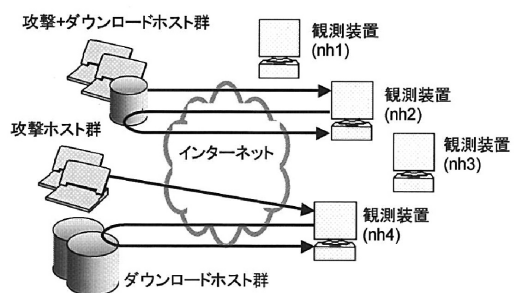 攻撃+ダウンロードホスト群
観測装置
(nh1)
観測装置
(nh2)
攻撃ホスト群
インターネット
観測装置
(nh3)
観測装置
(nh4)
ダウンロードホスト群